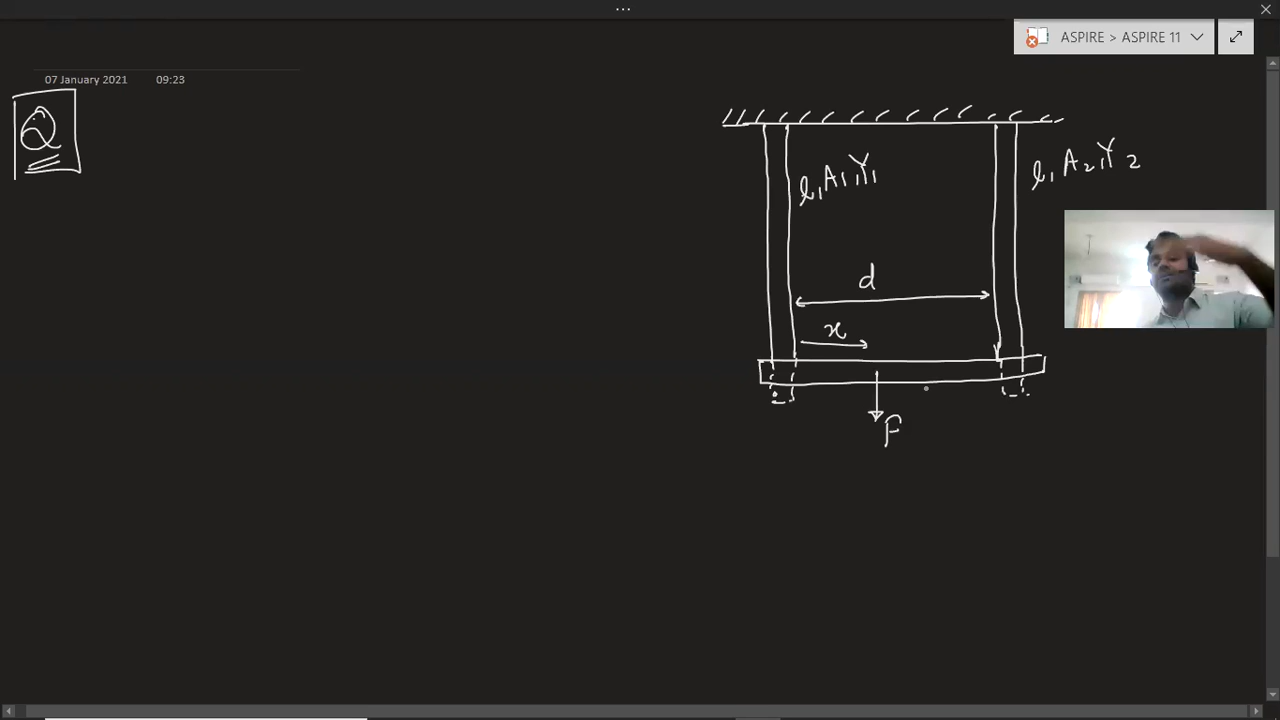 ...
ASPIRE > ASPIRE 11
07 January 2021 09:23
Q
l, A1, Y1
l, A2, Y2
d
x
F